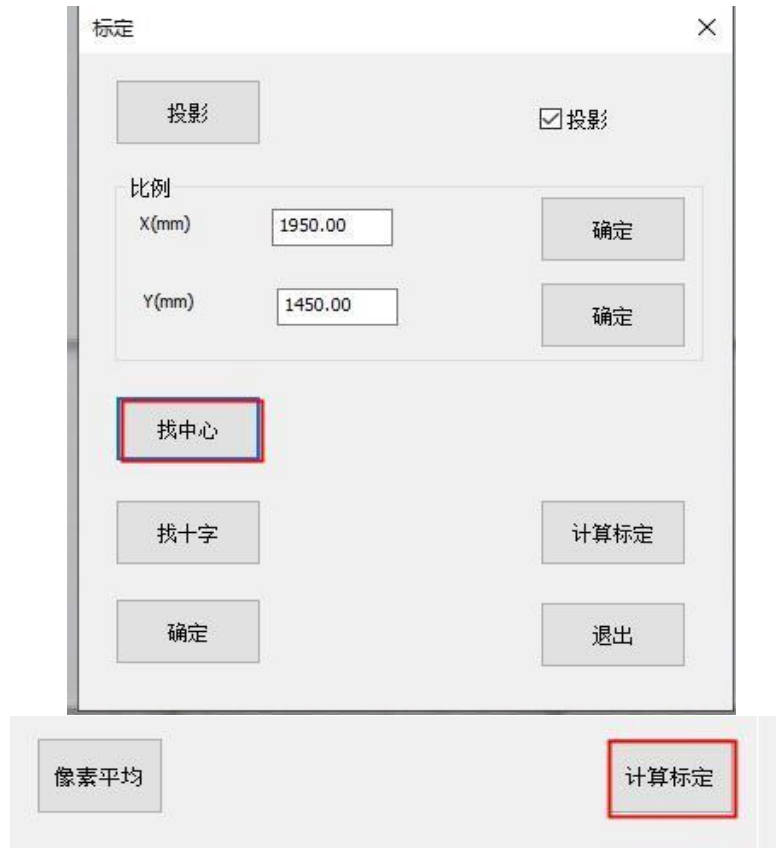 标定
投影
投影
比例
X(mm)
1950.00
确定
Y(mm)
1450.00
确定
找中心
找十字
计算标定
确定
退出
像素平均
计算标定